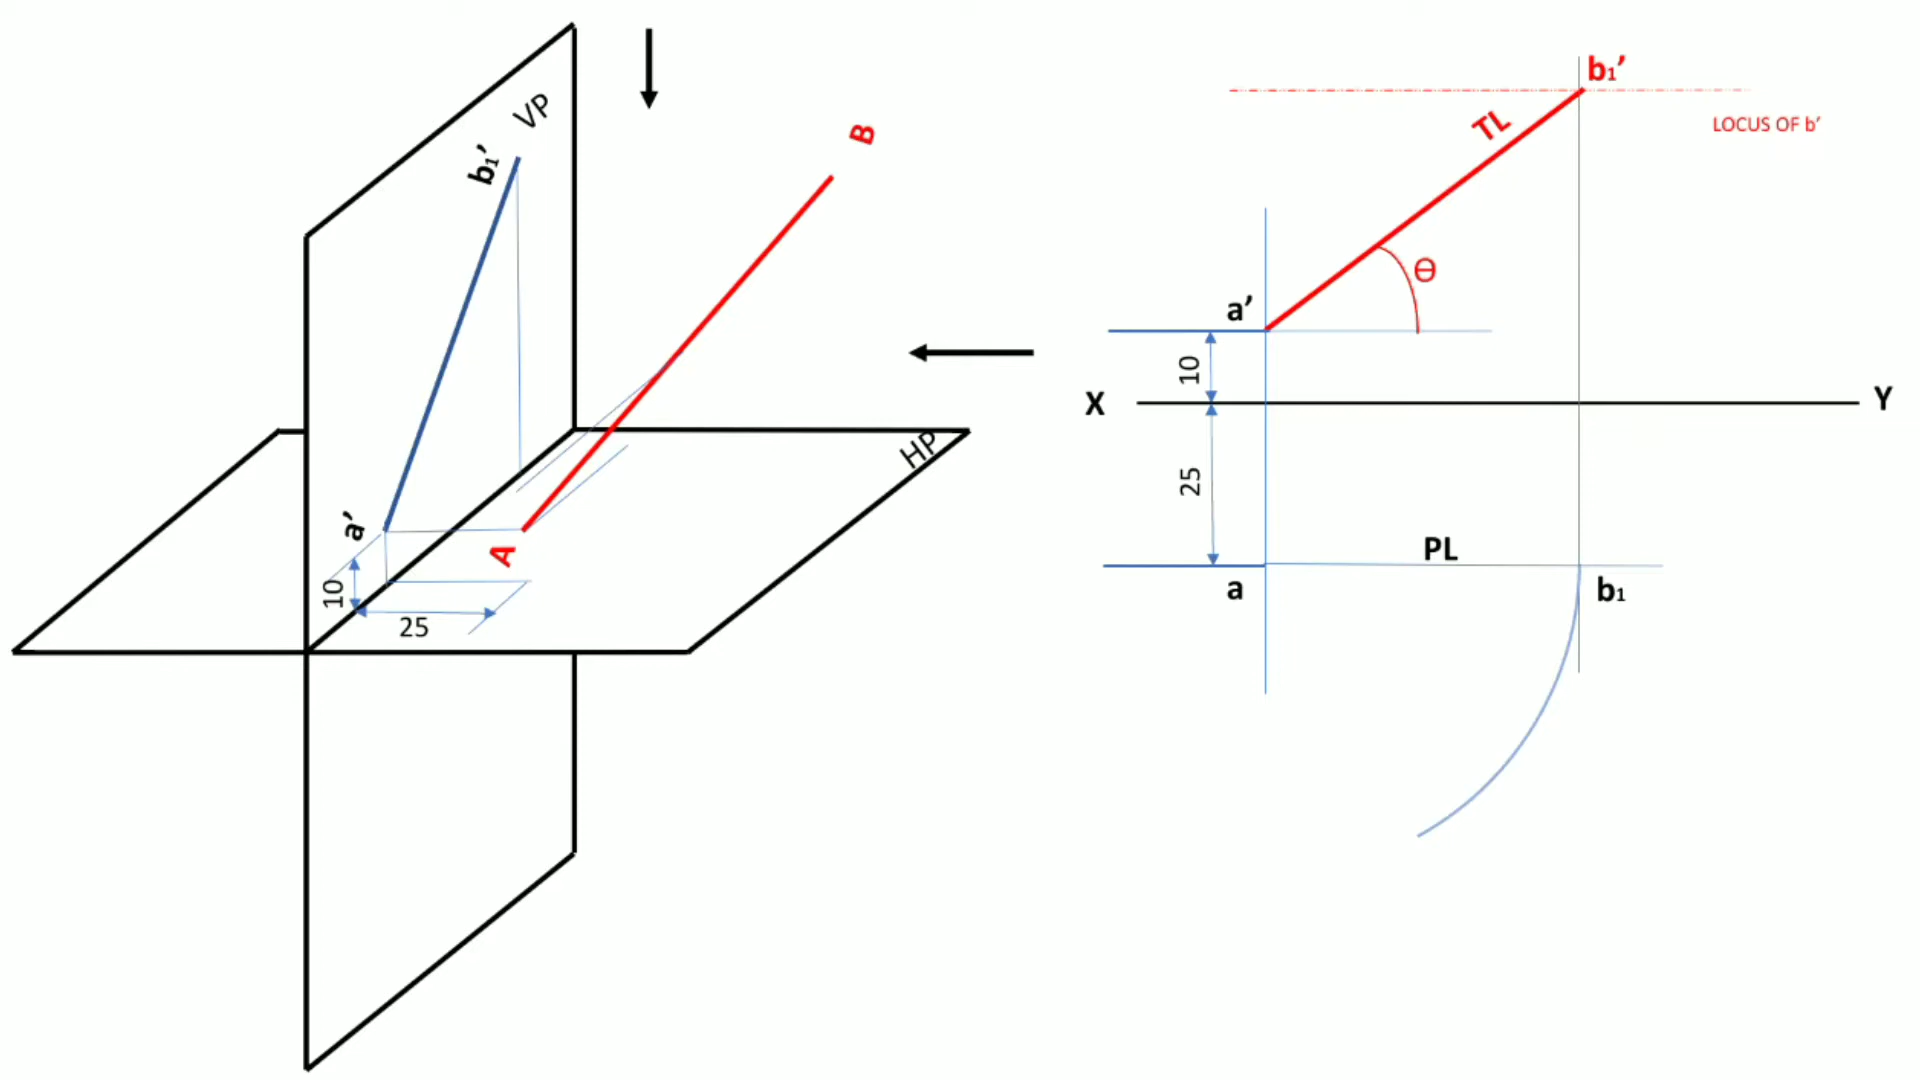 VP
b₁’
B
a’
A
10
25
HP
b₁’
TL
LOCUS OF b’
a’
Ө
10
X
Y
25
PL
a
b₁